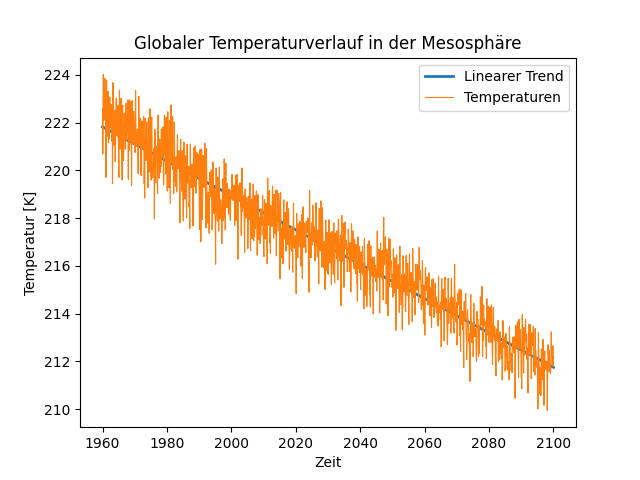 Globaler Temperaturverlauf in der Mesosphäre
Linearer Trend
Temperaturen
Temperatur [K]
224
222
220
218
216
214
212
210
1960 1980 2000 2020 2040 2060 2080 2100
Zeit